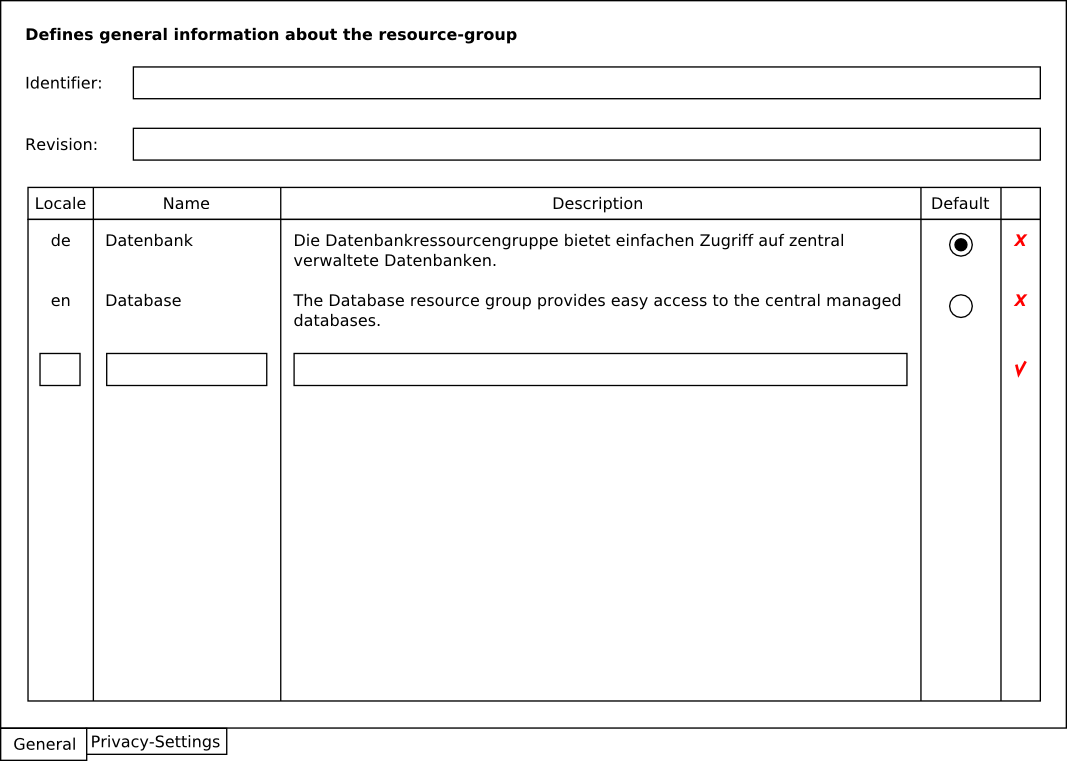 Defines general information about the resource-group
Identifier:
Revision:
Locale Name Description Default
de Datenbank Die Datenbankressourcengruppe bietet einfachen Zugriff auf zentral X
verwaltete Datenbanken.
en Database The Database resource group provides easy access to the central managed X
databases.
General Privacy-Settings